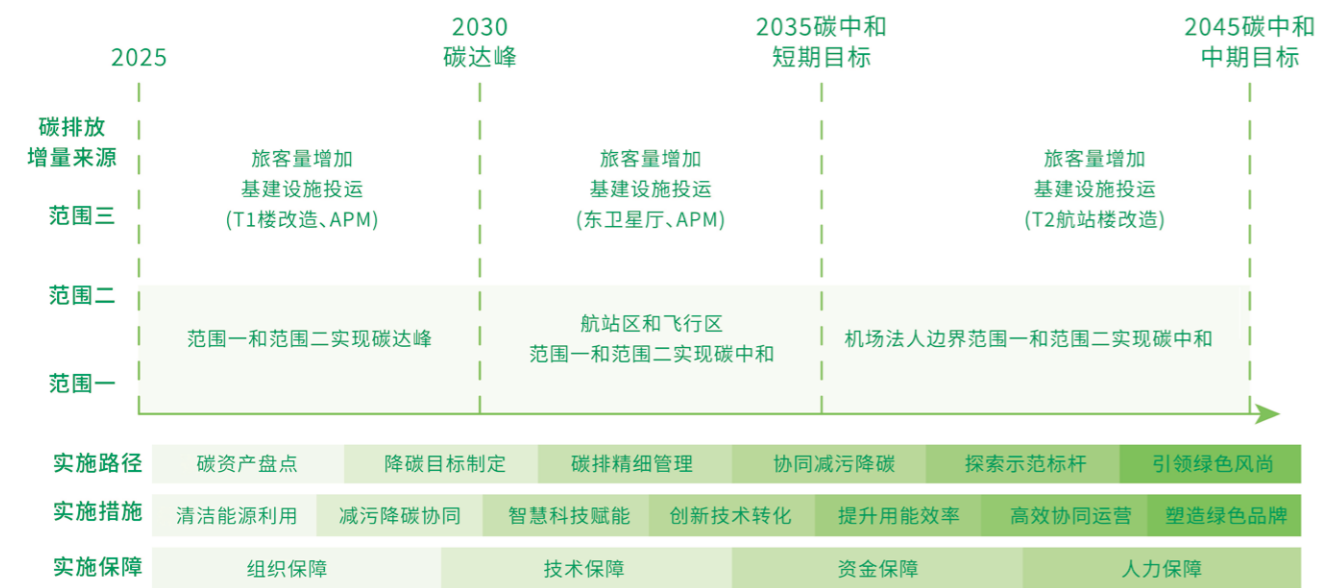 2025
2030
碳达峰
2035碳中和
短期目标
2045碳中和
中期目标
碳排放
增量来源
范围三
范围二
范围一
旅客量增加
基建设施投运
(T1楼改造、APM)
旅客量增加
基建设施投运
(东卫星厅、APM)
旅客量增加
基建设施投运
(T2航站楼改造)
范围一和范围二实现碳达峰
航站区和飞行区
范围一和范围二实现碳中和
机场法人边界范围一和范围二实现碳中和
实施路径 碳资产盘点 降碳目标制定 碳排精细管理 协同减污降碳 探索示范标杆 引领绿色风尚
实施措施 清洁能源利用 减污降碳协同 智慧科技赋能 创新技术转化 提升用能效率 高效协同运营 塑造绿色品牌
实施保障 组织保障 技术保障 资金保障 人力保障